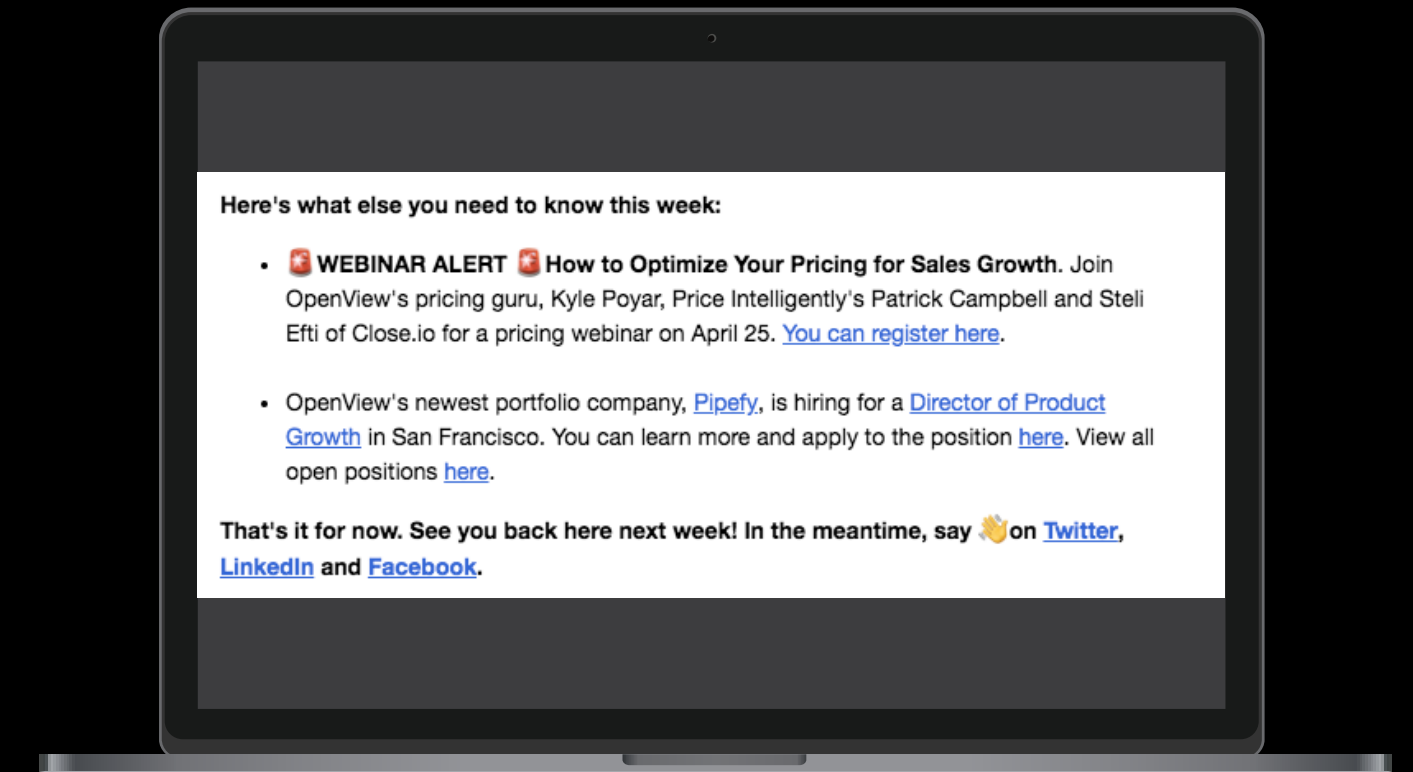 Here's what else you need to know this week:
• 🚨WEBINAR ALERT 🚨How to Optimize Your Pricing for Sales Growth. Join
OpenView's pricing guru, Kyle Poyar, Price Intelligently's Patrick Campbell and Steli
Efti of Close.io for a pricing webinar on April 25. You can register here.
• OpenView's newest portfolio company, Pipefy, is hiring for a Director of Product
Growth in San Francisco. You can learn more and apply to the position here. View all
open positions here.
That's it for now. See you back here next week! In the meantime, say 👋on Twitter,
LinkedIn and Facebook.